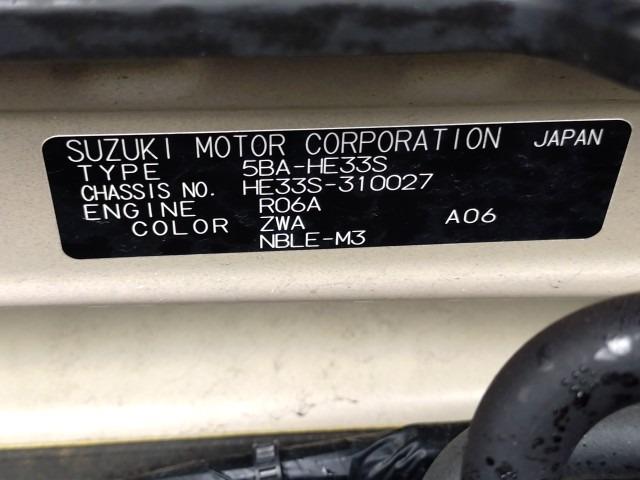 SUZUKI MOTOR CORPORATION JAPAN
TYPE 5BA-HE33S
CHASSIS NO. HE33S-310027
ENGINE R06A
COLOR ZWA A06
NBLE-M3